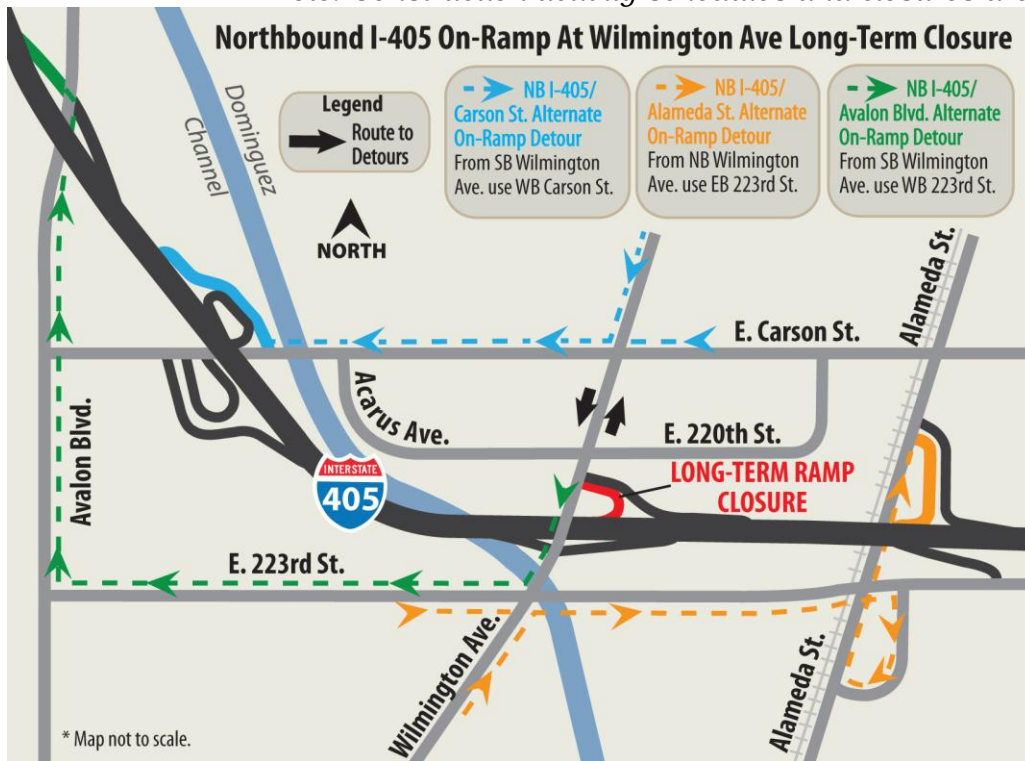 Northbound I-405 On-Ramp At Wilmington Ave Long-Term Closure
Legend
Route to
Detours
NB I-405/
Carson St. Alternate
On-Ramp Detour
From SB Wilmington
Ave. use WB Carson St.
NB I-405/
Alameda St. Alternate
On-Ramp Detour
From NB Wilmington
Ave. use EB 223rd St.
NB I-405/
Avalon Blvd. Alternate
On-Ramp Detour
From SB Wilmington
Ave. use WB 223rd St.
Dominguez
Channel
NORTH
Alameda St.
E. Carson St.
Acarus Ave.
E. 220th St.
Avalon Blvd.
INTERSTATE
405
LONG-TERM RAMP
CLOSURE
E. 223rd St.
Wilmington Ave.
Alameda St.
* Map not to scale.